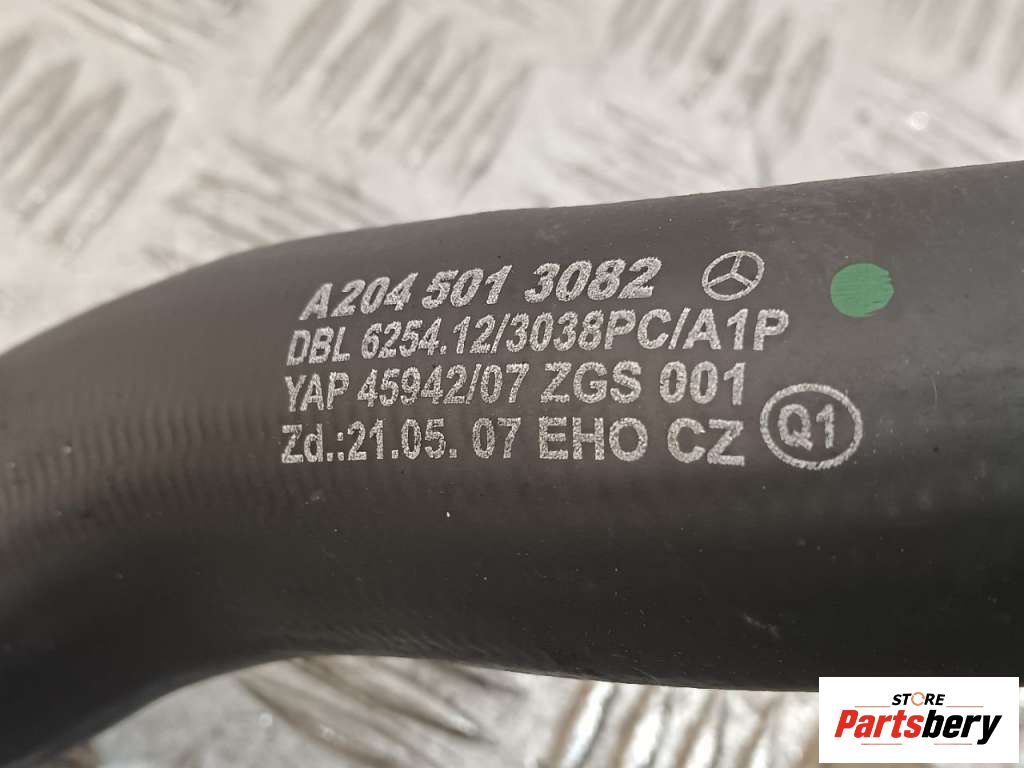 A204 501 3082
DBL 6254.12/3038PC/A1P
YAP 45942/07 ZGS 001
Zd.:21.05. 07 EHO CZ Q1
STORE
Partsbery